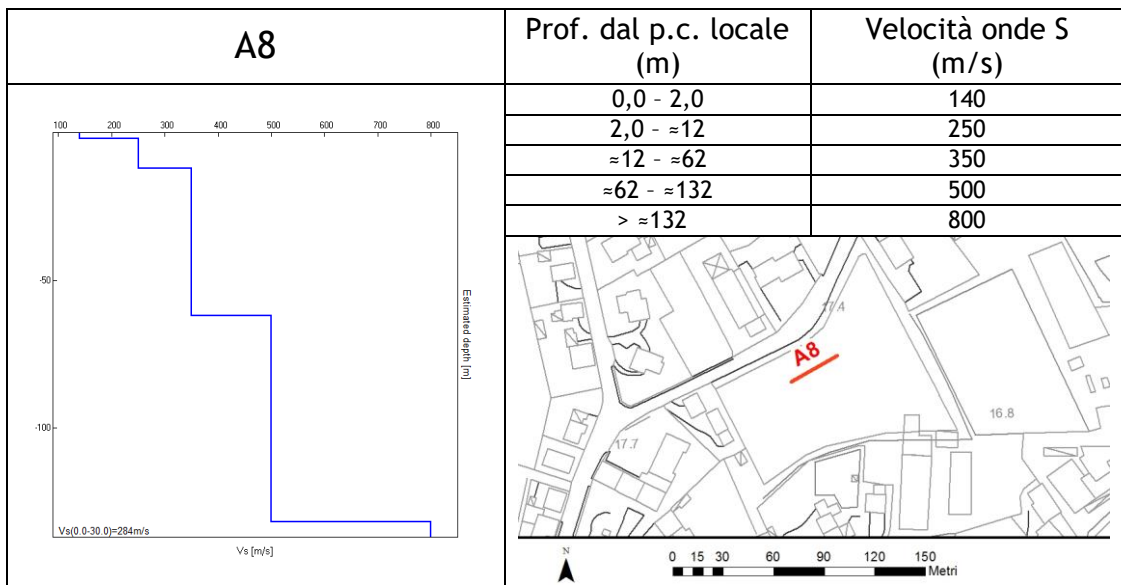 A8
Prof. dal p.c. locale
(m)
Velocità onde S
(m/s)
0,0 – 2,0 140
2,0 – ≈12 250
≈12 – ≈62 350
≈62 – ≈132 500
> ≈132 800
100 200 300 400 500 600 700 800
-50
-100
Estimated depth [m]
Vs(0.0-30.0)=284m/s
Vs [m/s]
17.4
A8
16.8
17.7
N
0 15 30 60 90 120 150
Metri